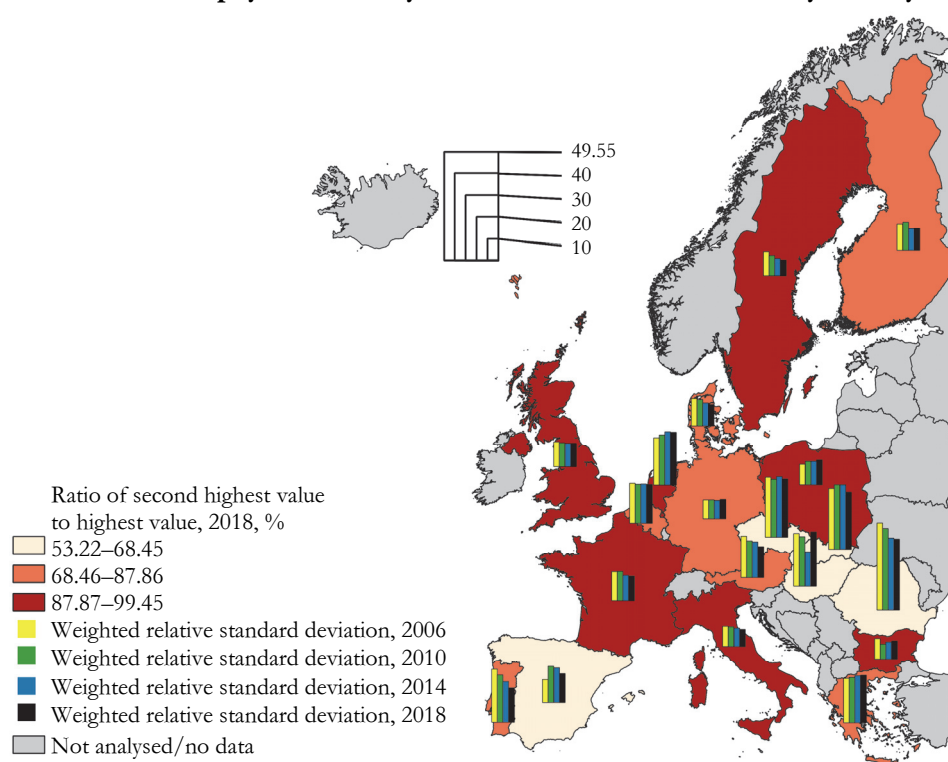 49.55
40
30
20
10
Ratio of second highest value
to highest value, 2018, %
53.22–68.45
68.46–87.86
87.87–99.45
Weighted relative standard deviation, 2006
Weighted relative standard deviation, 2010
Weighted relative standard deviation, 2014
Weighted relative standard deviation, 2018
Not analysed/no data